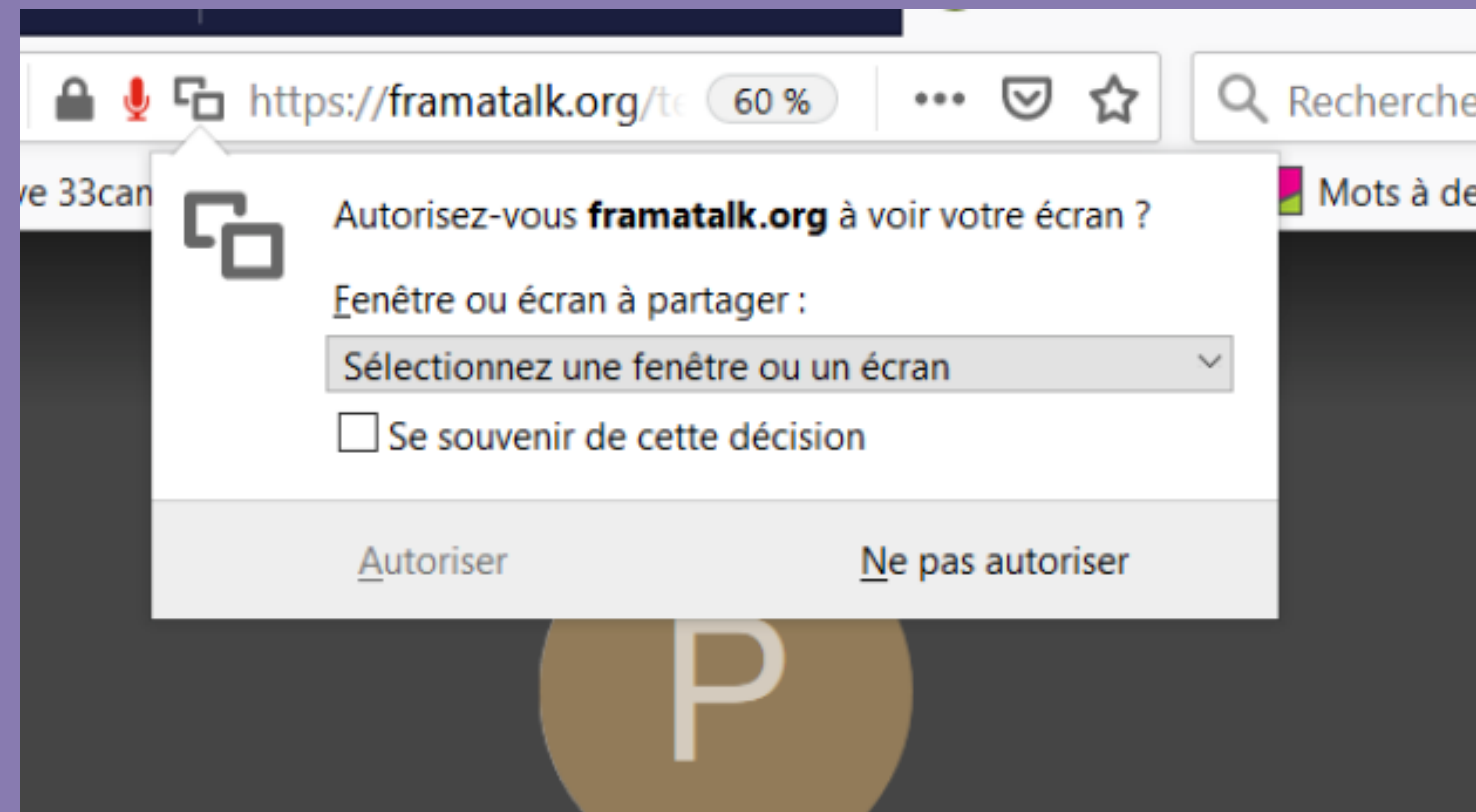 https://framatalk.org/te 60 % Recherche
ve 33can Mots à de
Autorisez-vous framatalk.org à voir votre écran ?
Fenêtre ou écran à partager :
Sélectionnez une fenêtre ou un écran
Se souvenir de cette décision
Autoriser Ne pas autoriser
P